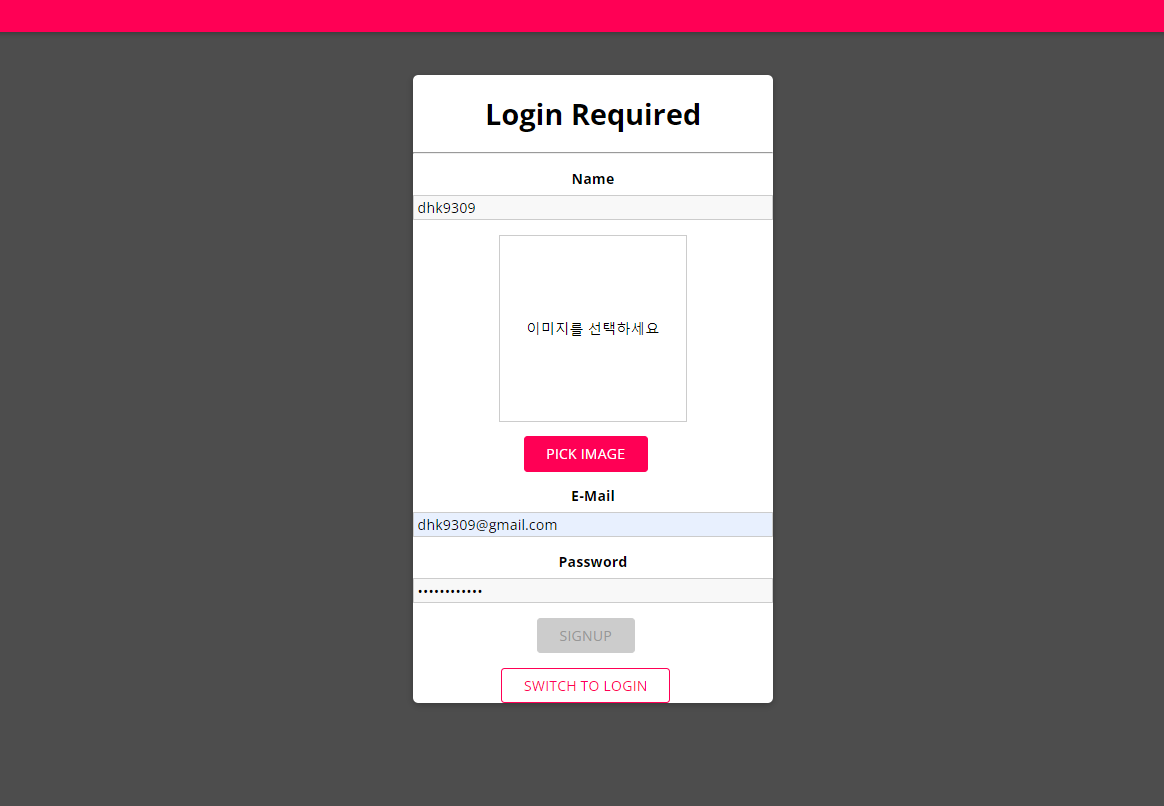 Login Required
Name
dhk9309
이미지를 선택하세요
PICK IMAGE
E-Mail
dhk9309@gmail.com
Password
••••••••••••
SIGNUP
SWITCH TO LOGIN